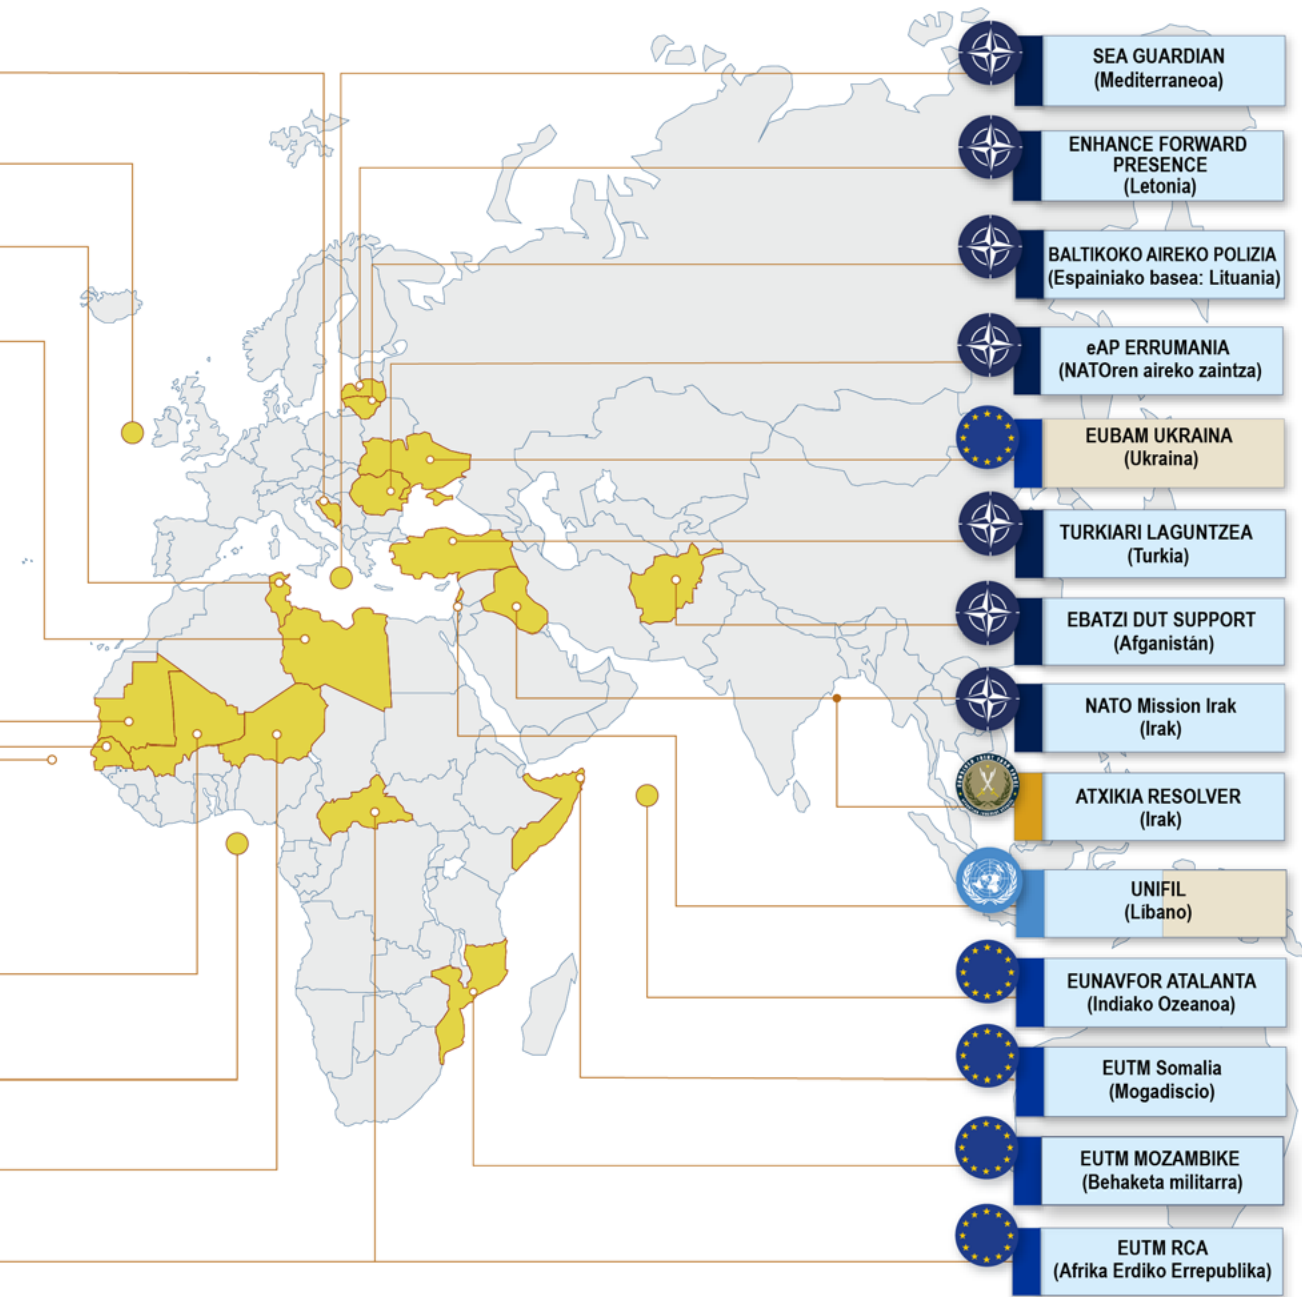 SEA GUARDIAN
(Mediterraneoa)
ENHANCE FORWARD
PRESENCE
(Letonia)
BALTIKOKO AIREKO POLIZIA
(Espainiako basea: Lituania)
eAP ERRUMANIA
(NATOren aireko zaintza)
EUBAM UKRAINA
(Ukraina)
TURKIARI LAGUNTZEA
(Turkia)
EBATZI DUT SUPPORT
(Afganistán)
NATO Mission Irak
(Irak)
ATXIKIA RESOLVER
(Irak)
UNIFIL
(Líbano)
EUNAVFOR ATALANTA
(Indiako Ozeanoa)
EUTM Somalia
(Mogadiscio)
EUTM MOZAMBIKE
(Behaketa militarra)
EUTM RCA
(Afrika Erdiko Errepublika)